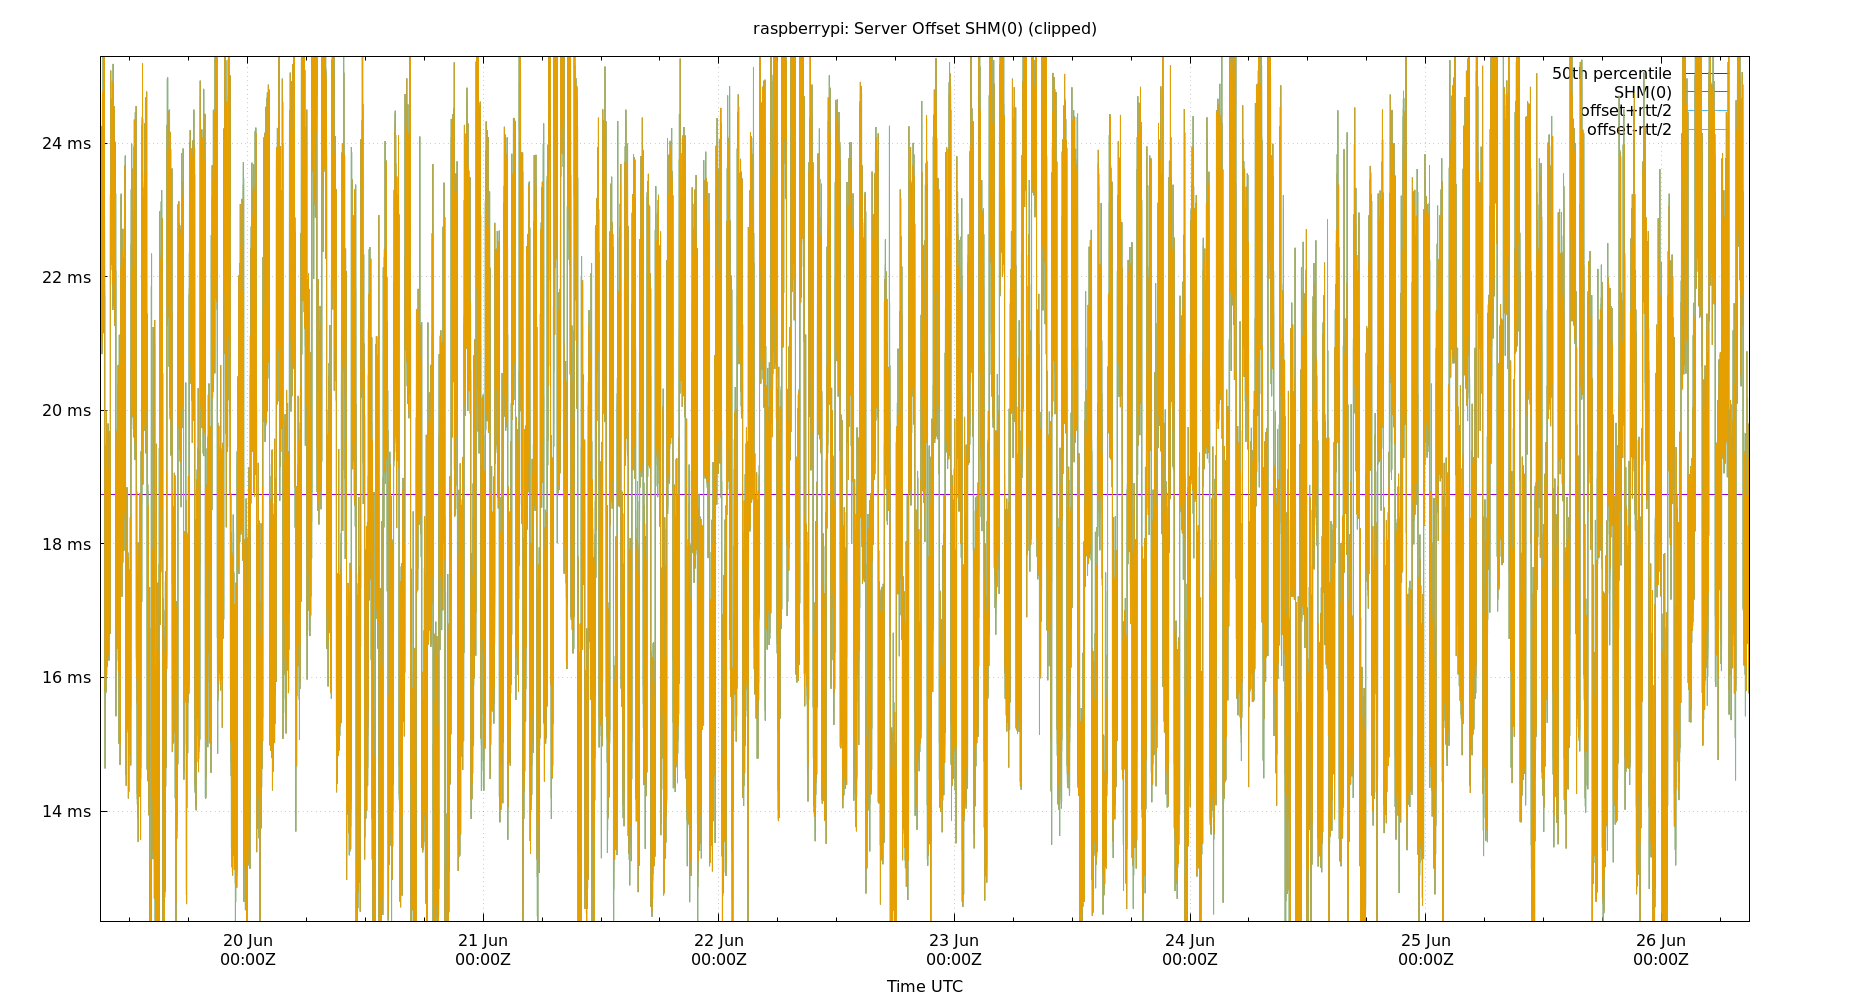 raspberrypi: Server Offset SHM(0) (clipped)
50th percentile
SHM(0)
offset+rtt/2
offset-rtt/2
24 ms
22 ms
20 ms
18 ms
16 ms
14 ms
20 Jun 21 Jun 22 Jun 23 Jun 24 Jun 25 Jun 26 Jun
00:00Z 00:00Z 00:00Z 00:00Z 00:00Z 00:00Z 00:00Z
Time UTC